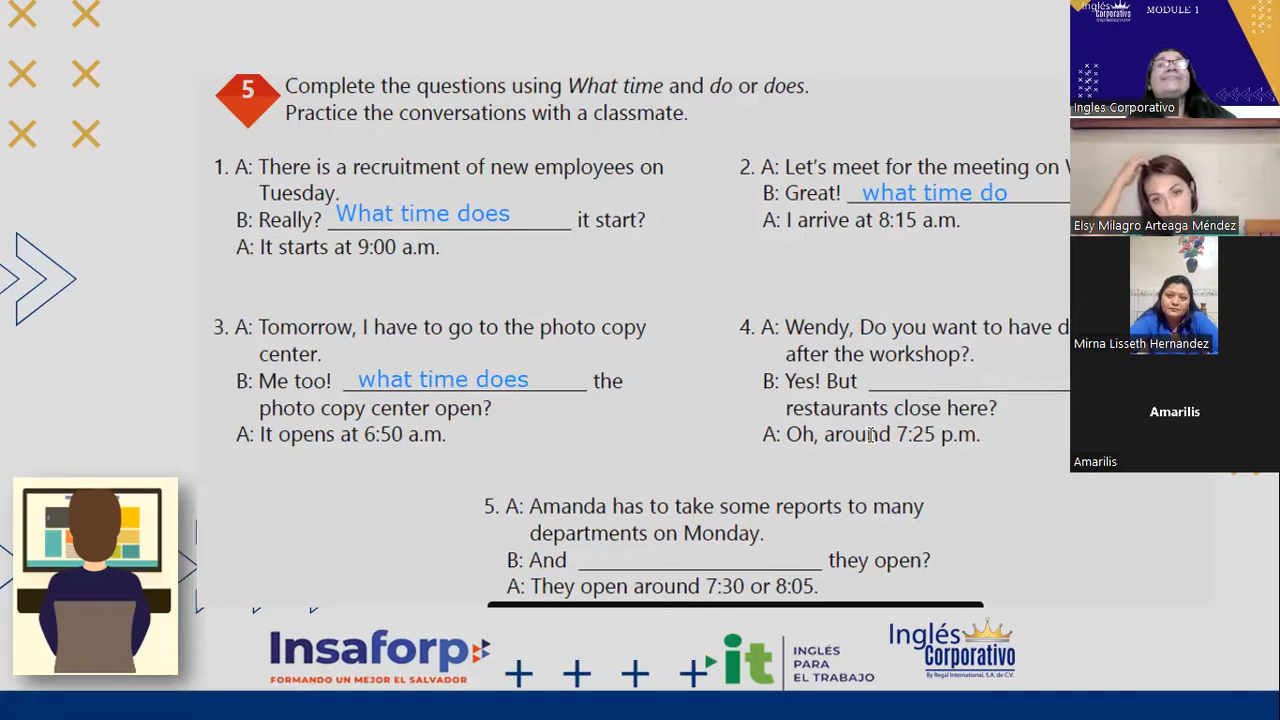 5 Complete the questions using What time and do or does.
Practice the conversations with a classmate.
1. A: There is a recruitment of new employees on
Tuesday.
B: Really? What time does it start?
A: It starts at 9:00 a.m.
2. A: Let's meet for the meeting on
B: Great! what time do
A: I arrive at 8:15 a.m.
3. A: Tomorrow, I have to go to the photo copy
center.
B: Me too! what time does the
photo copy center open?
A: It opens at 6:50 a.m.
4. A: Wendy, Do you want to have
after the workshop?.
B: Yes! But
restaurants close here?
A: Oh, around 7:25 p.m.
5. A: Amanda has to take some reports to many
departments on Monday.
B: And they open?
A: They open around 7:30 or 8:05.
Insaforp
FORMANDO UN MEJOR EL SALVADOR
it
INGLÉS
PARA
EL TRABAJO
Inglés
Corporativo
By Regal International, S.A. de C.V.
Inglés
Corporativo
MODULE 1
Ingles Corporativo
Elsy Milagro Arteaga Méndez
Mirna Lisseth Hernandez
Amarilis
Amarilis